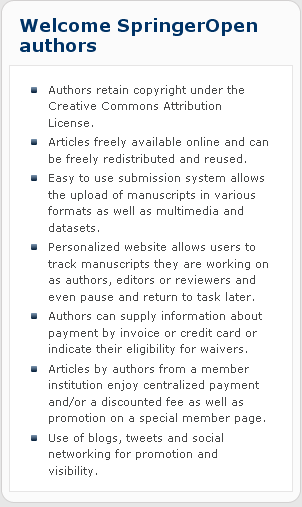 Welcome SpringerOpen
authors
Authors retain copyright under the
Creative Commons Attribution
License.
Articles freely available online and can
be freely redistributed and reused.
Easy to use submission system allows
the upload of manuscripts in various
formats as well as multimedia and
datasets.
Personalized website allows users to
track manuscripts they are working on
as authors, editors or reviewers and
even pause and return to task later.
Authors can supply information about
payment by invoice or credit card or
indicate their eligibility for waivers.
Articles by authors from a member
institution enjoy centralized payment
and/or a discounted fee as well as
promotion on a special member page.
Use of blogs, tweets and social
networking for promotion and
visibility.